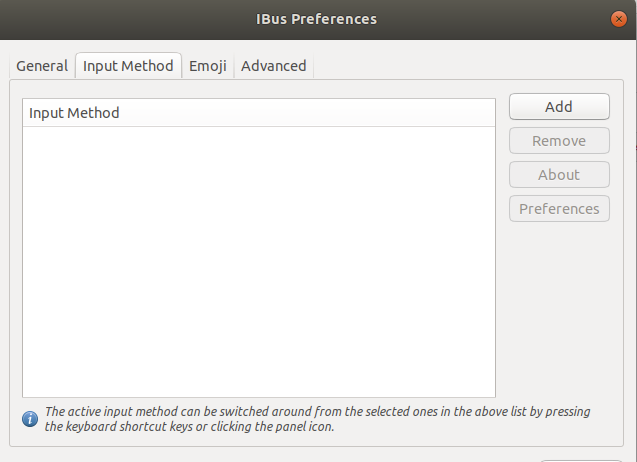 IBus Preferences
General Input Method Emoji Advanced
Input Method
Add
Remove
About
Preferences
The active input method can be switched around from the selected ones in the above list by pressing
the keyboard shortcut keys or clicking the panel icon.